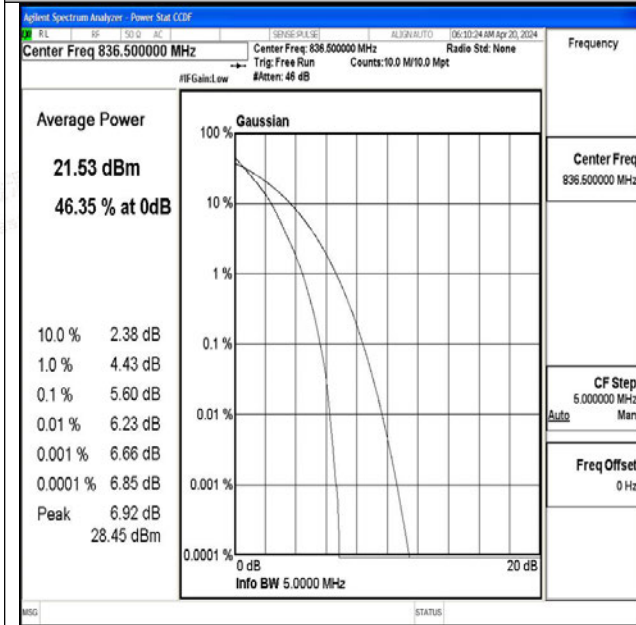 Agilent Spectrum Analyzer - Power Stat CCDF
RL RF 50 Ω AC SENSE:PULSE ALIGN AUTO 06:10:24 AM Apr 20, 2024
Center Freq 836.500000 MHz
Center Freq: 836.500000 MHz Radio Std: None
Trig: Free Run Counts:10.0 M/10.0 Mpt
#IFGain:Low #Atten: 46 dB
Frequency
Average Power
21.53 dBm
46.35 % at 0dB
10.0 % 2.38 dB
1.0 % 4.43 dB
0.1 % 5.60 dB
0.01 % 6.23 dB
0.001 % 6.66 dB
0.0001 % 6.85 dB
Peak 6.92 dB
28.45 dBm
Gaussian
100 %
10 %
1 %
0.1 %
0.01 %
0.001 %
0.0001 %
0 dB 20 dB
Info BW 5.0000 MHz
Center Freq
836.500000 MHz
CF Step
5.000000 MHz
Auto Man
Freq Offset
0 Hz
MSG STATUS